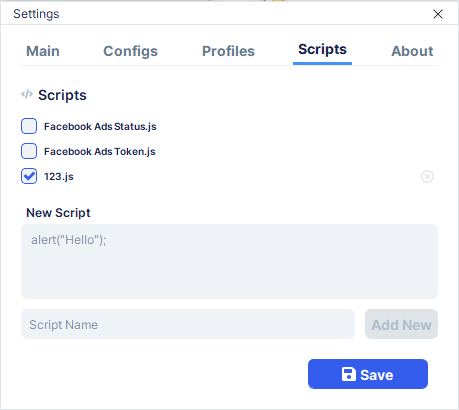 Settings
Main Configs Profiles Scripts About
</> Scripts
Facebook Ads Status.js
Facebook Ads Token.js
123.js
New Script
alert("Hello");
Script Name Add New
Save